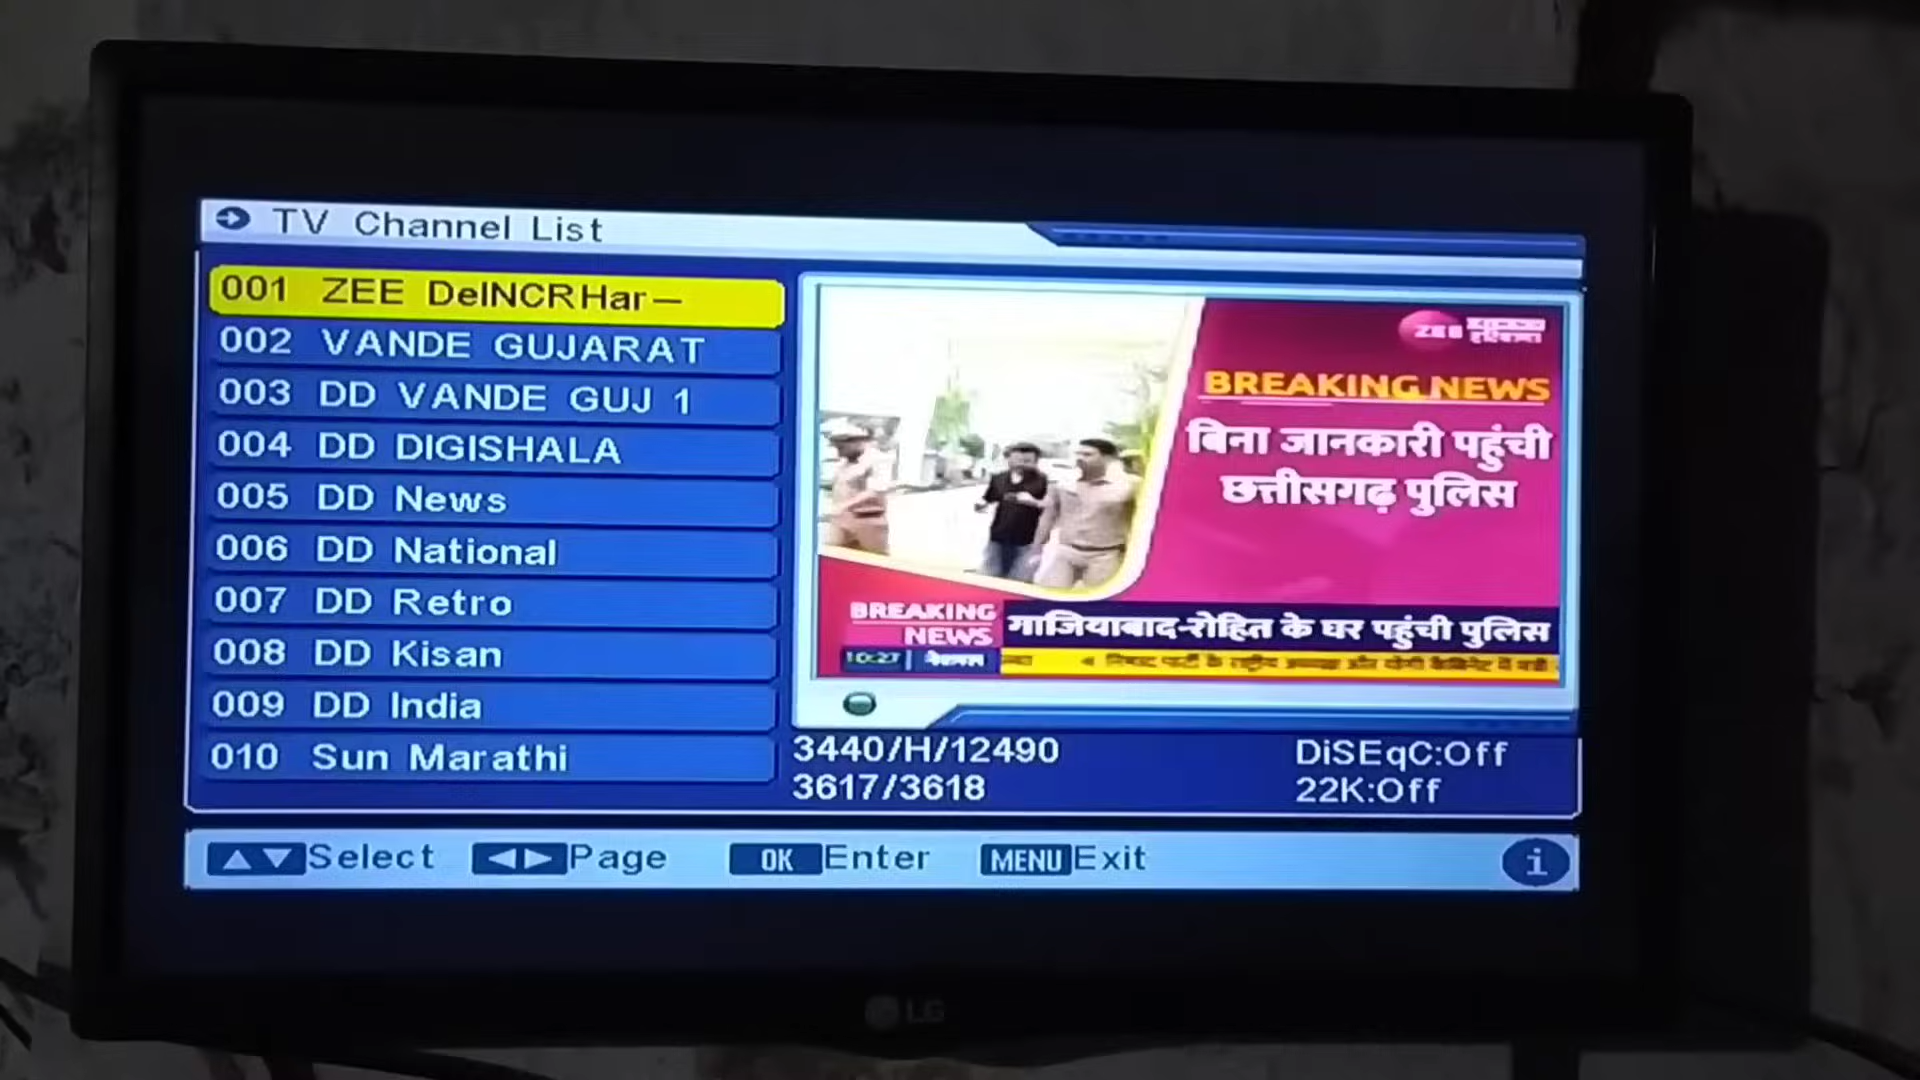 TV Channel List
001 ZEE DelNCRHar—
002 VANDE GUJARAT
003 DD VANDE GUJ 1
004 DD DIGISHALA
005 DD News
006 DD National
007 DD Retro
008 DD Kisan
009 DD India
010 Sun Marathi
ZEE
BREAKING NEWS
बिना जानकारी पहुंची
छत्तीसगढ़ पुलिस
BREAKING
NEWS
गाजियाबाद-रोहित के घर पहुंची पुलिस
10:27
3440/H/12490
3617/3618
DiSEqC:Off
22K:Off
Select
Page
OK Enter
MENU Exit
i
LG